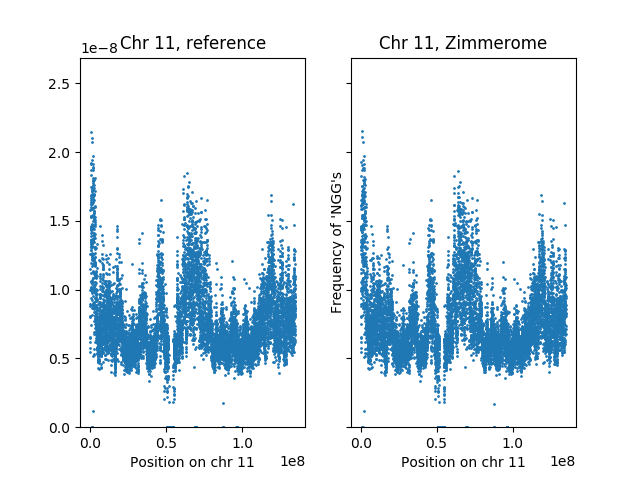 1e−8
Chr 11, reference
Chr 11, Zimmerome
2.5
2.0
1.5
1.0
0.5
0.0
Frequency of 'NGG's
0.0 0.5 1.0
1e8
Position on chr 11
0.0 0.5 1.0
1e8
Position on chr 11